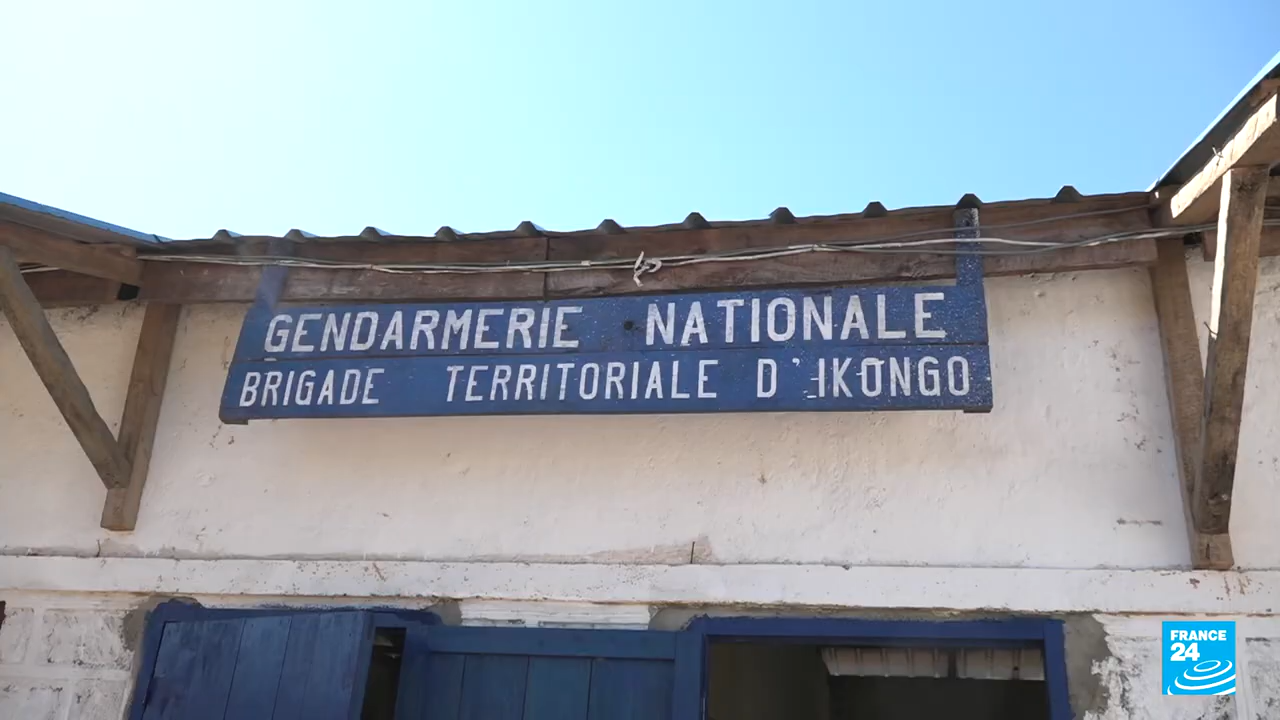 GENDARMERIE NATIONALE
BRIGADE TERRITORIALE D'IKONGO
FRANCE
24